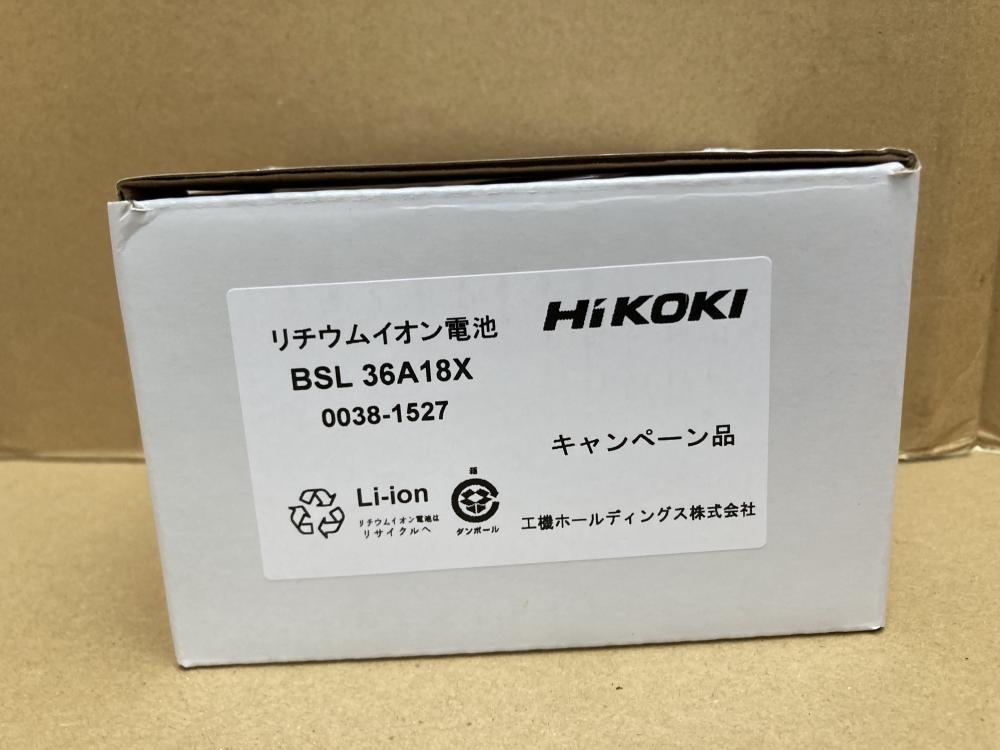 リチウムイオン電池
HiKOKI
BSL 36A18X
0038-1527
キャンペーン品
Li-ion
リチウムイオン電池は
リサイクルへ
箱
ダンボール
工機ホールディングス株式会社